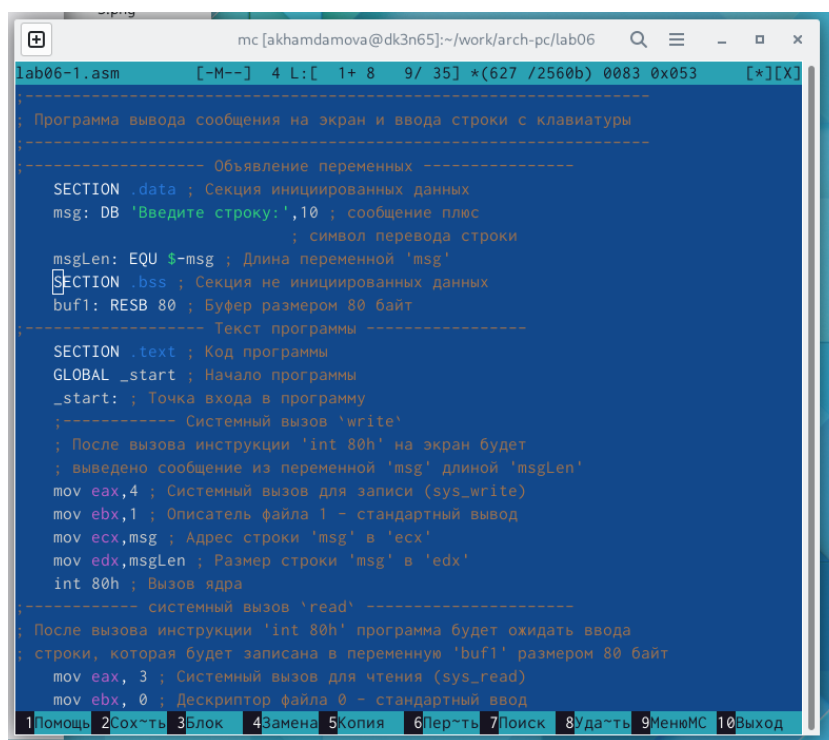 mc [akhamdamova@dk3n65]:~/work/arch-pc/lab06
lab06-1.asm [-M--] 4 L:[ 1+ 8 9/ 35] *(627 /2560b) 0083 0x053 [*][X]
;---------------------------------------------------------------
; Программа вывода сообщения на экран и ввода строки с клавиатуры
;---------------------------------------------------------------
;------------------ Объявление переменных ----------------
SECTION .data ; Секция инициированных данных
msg: DB 'Введите строку:',10 ; сообщение плюс
; символ перевода строки
msgLen: EQU $-msg ; Длина переменной 'msg'
SECTION .bss ; Секция не инициированных данных
buf1: RESB 80 ; Буфер размером 80 байт
;------------------ Текст программы ----------------
SECTION .text ; Код программы
GLOBAL _start ; Начало программы
_start: ; Точка входа в программу
;------------ Системный вызов `write`
; После вызова инструкции 'int 80h' на экран будет
; выведено сообщение из переменной 'msg' длиной 'msgLen'
mov eax,4 ; Системный вызов для записи (sys_write)
mov ebx,1 ; Описатель файла 1 - стандартный вывод
mov ecx,msg ; Адрес строки 'msg' в 'ecx'
mov edx,msgLen ; Размер строки 'msg' в 'edx'
int 80h ; Вызов ядра
;------------ системный вызов `read` ----------------------
; После вызова инструкции 'int 80h' программа будет ожидать ввода
; строки, которая будет записана в переменную 'buf1' размером 80 байт
mov eax, 3 ; Системный вызов для чтения (sys_read)
mov ebx, 0 ; Дескриптор файла 0 - стандартный ввод
1Помощь 2Сох~ть 3Блок 4Замена 5Копия 6Пер~ть 7Поиск 8Уда~ть 9МенюMC 10Выход